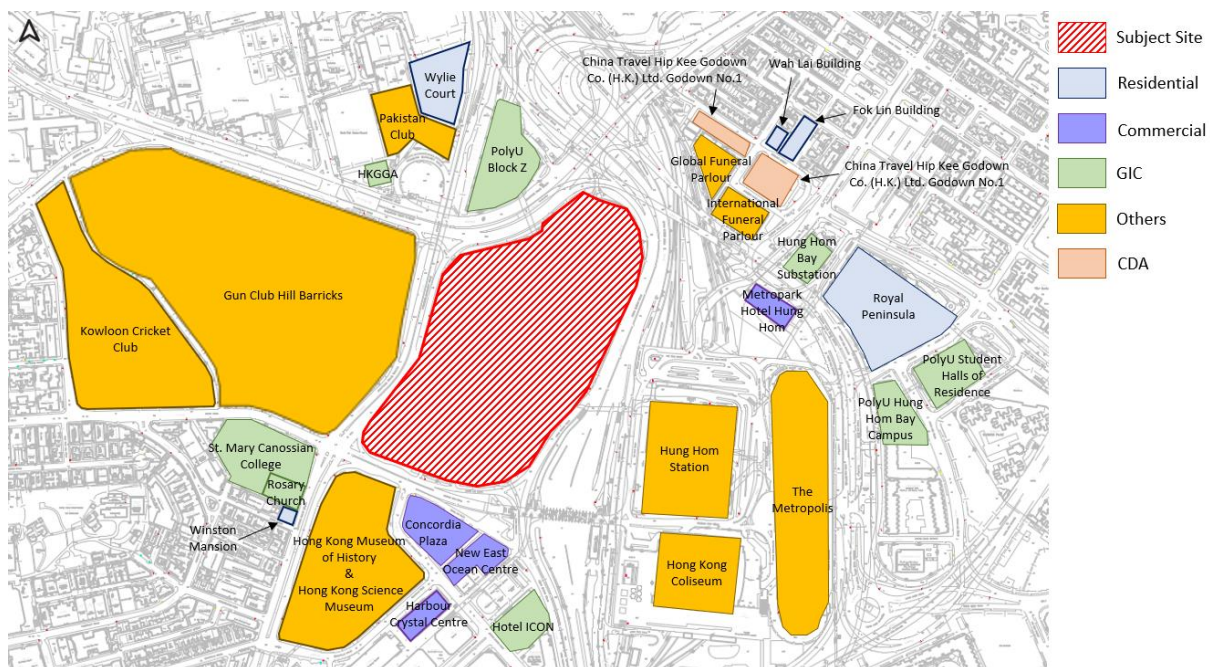 China Travel Hip Kee Godown
Co. (H.K.) Ltd. Godown No.1
Wah Lai Building
Subject Site
Wylie
Court
Residential
Fok Lin Building
Pakistan
Club
Commercial
PolyU
Block Z
HKGGA
Global Funeral
Parlour
China Travel Hip Kee Godown
Co. (H.K.) Ltd. Godown No.1
GIC
International
Funeral
Parlour
Others
Hung Hom
Bay
Substation
CDA
Gun Club Hill Barricks
Metropark
Hotel Hung
Hom
Royal
Peninsula
Kowloon Cricket
Club
PolyU Student
Halls of
Residence
PolyU Hung
Hom Bay
Campus
St. Mary Canossian
College
Rosary
Church
Hung Hom
Station
The
Metropolis
Winston
Mansion
Hong Kong Museum
of History
&
Hong Kong Science
Museum
Concordia
Plaza
New East
Ocean Centre
Hong Kong
Coliseum
Harbour
Crystal Centre
Hotel ICON